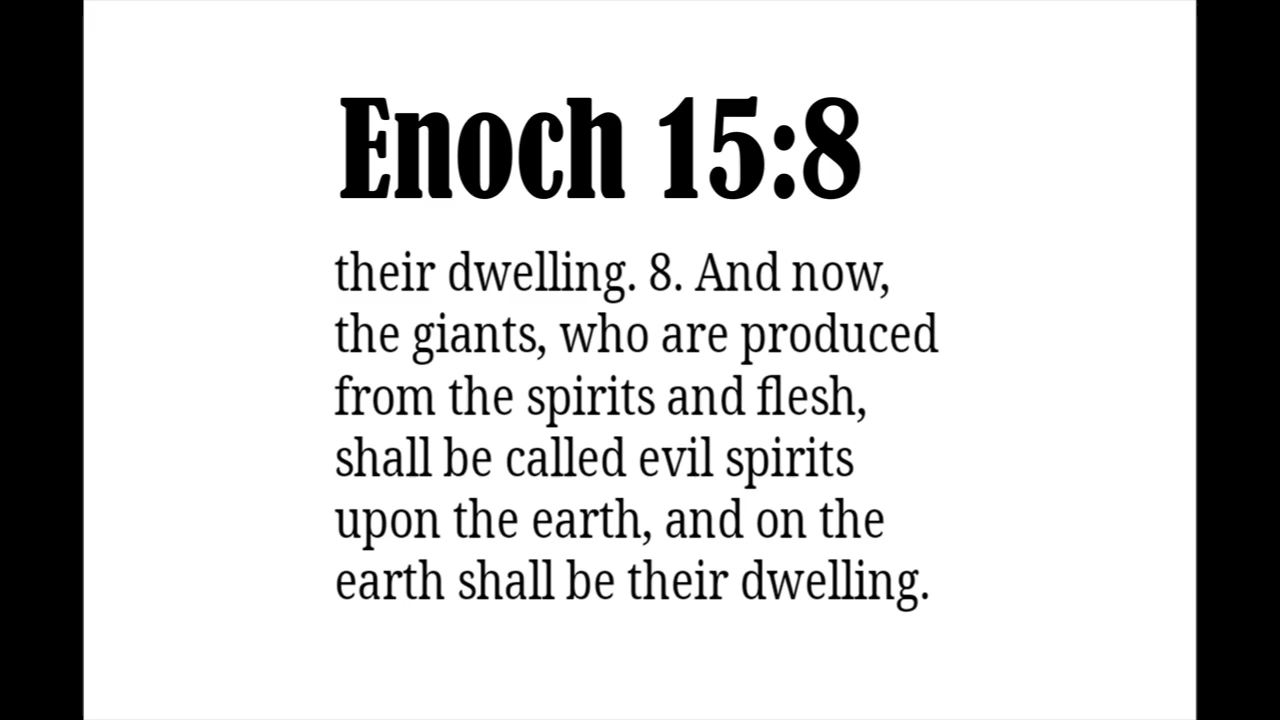 Enoch 15:8
their dwelling. 8. And now,
the giants, who are produced
from the spirits and flesh,
shall be called evil spirits
upon the earth, and on the
earth shall be their dwelling.